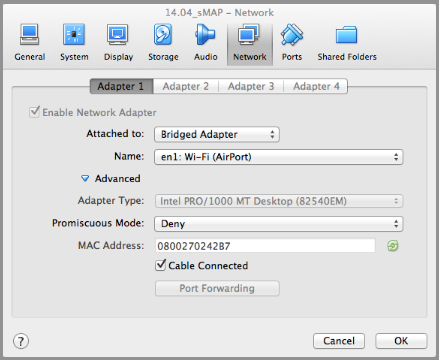 14.04_sMAP – Network
General System Display Storage Audio Network Ports Shared Folders
Adapter 1 Adapter 2 Adapter 3 Adapter 4
Enable Network Adapter
Attached to: Bridged Adapter
Name: en1: Wi-Fi (AirPort)
Advanced
Adapter Type: Intel PRO/1000 MT Desktop (82540EM)
Promiscuous Mode: Deny
MAC Address: 0800270242B7
Cable Connected
Port Forwarding
? Cancel OK